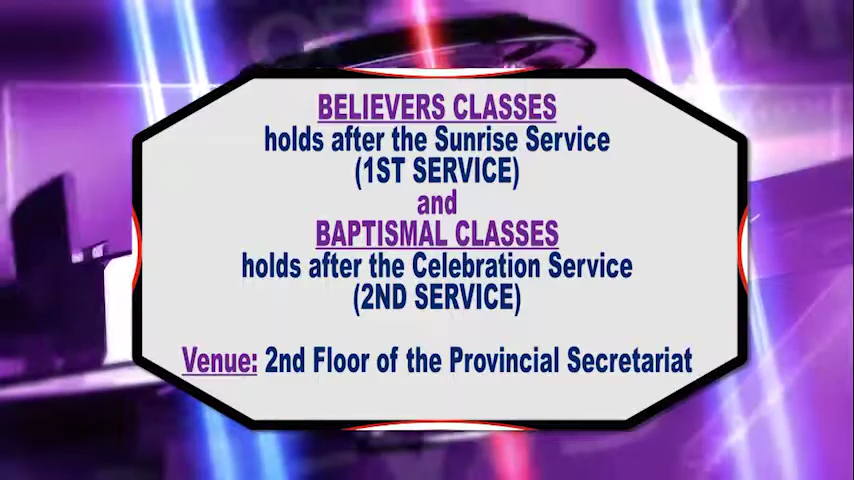 BELIEVERS CLASSES
holds after the Sunrise Service
(1ST SERVICE)
and
BAPTISMAL CLASSES
holds after the Celebration Service
(2ND SERVICE)
Venue: 2nd Floor of the Provincial Secretariat